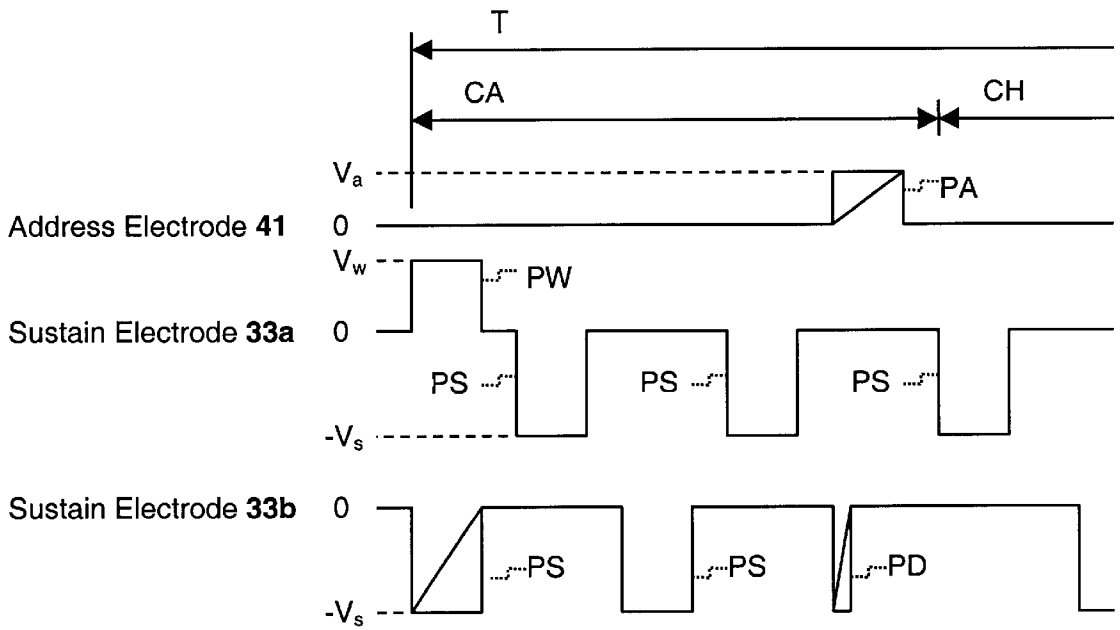 T
CA CH
Vₐ
PA
Address Electrode 41 0
V_w
PW
Sustain Electrode 33a 0
PS PS PS
-Vₛ
Sustain Electrode 33b 0
PS PS PD
-Vₛ